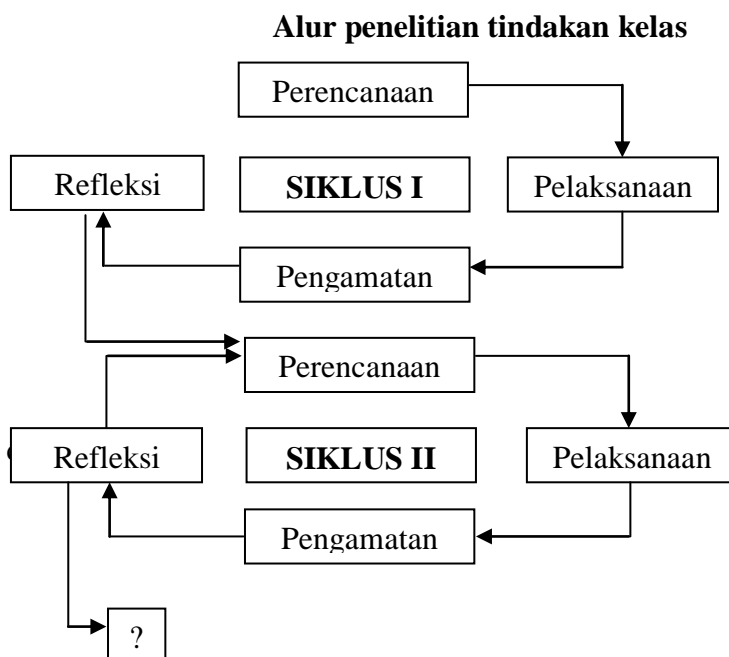 Alur penelitian tindakan kelas
Perencanaan
Refleksi
SIKLUS I
Pelaksanaan
Pengamatan
Perencanaan
Refleksi
SIKLUS II
Pelaksanaan
Pengamatan
?